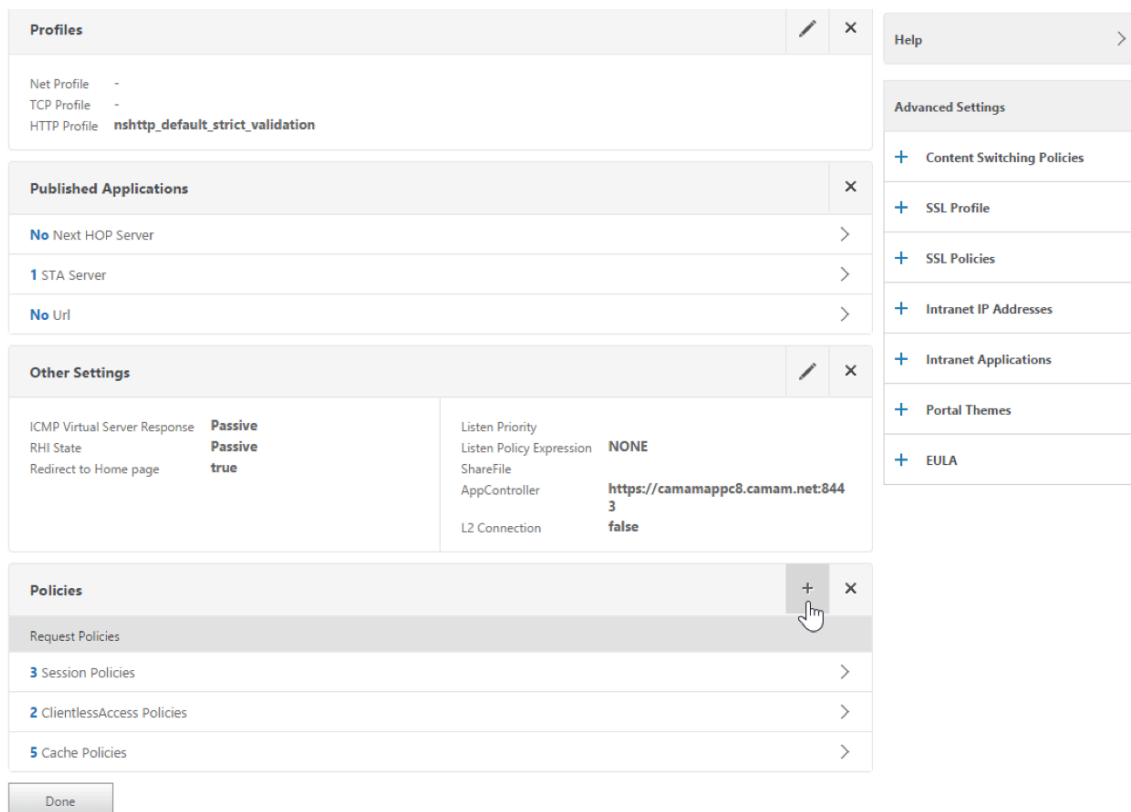 Profiles
Net Profile -
TCP Profile -
HTTP Profile nshttp_default_strict_validation
Published Applications
No Next HOP Server
1 STA Server
No Url
Other Settings
ICMP Virtual Server Response Passive
RHI State Passive
Redirect to Home page true
Listen Priority
Listen Policy Expression NONE
ShareFile
AppController https://camamappc8.camam.net:844
3
L2 Connection false
Policies
Request Policies
3 Session Policies
2 ClientlessAccess Policies
5 Cache Policies
Done
Help
Advanced Settings
Content Switching Policies
SSL Profile
SSL Policies
Intranet IP Addresses
Intranet Applications
Portal Themes
EULA